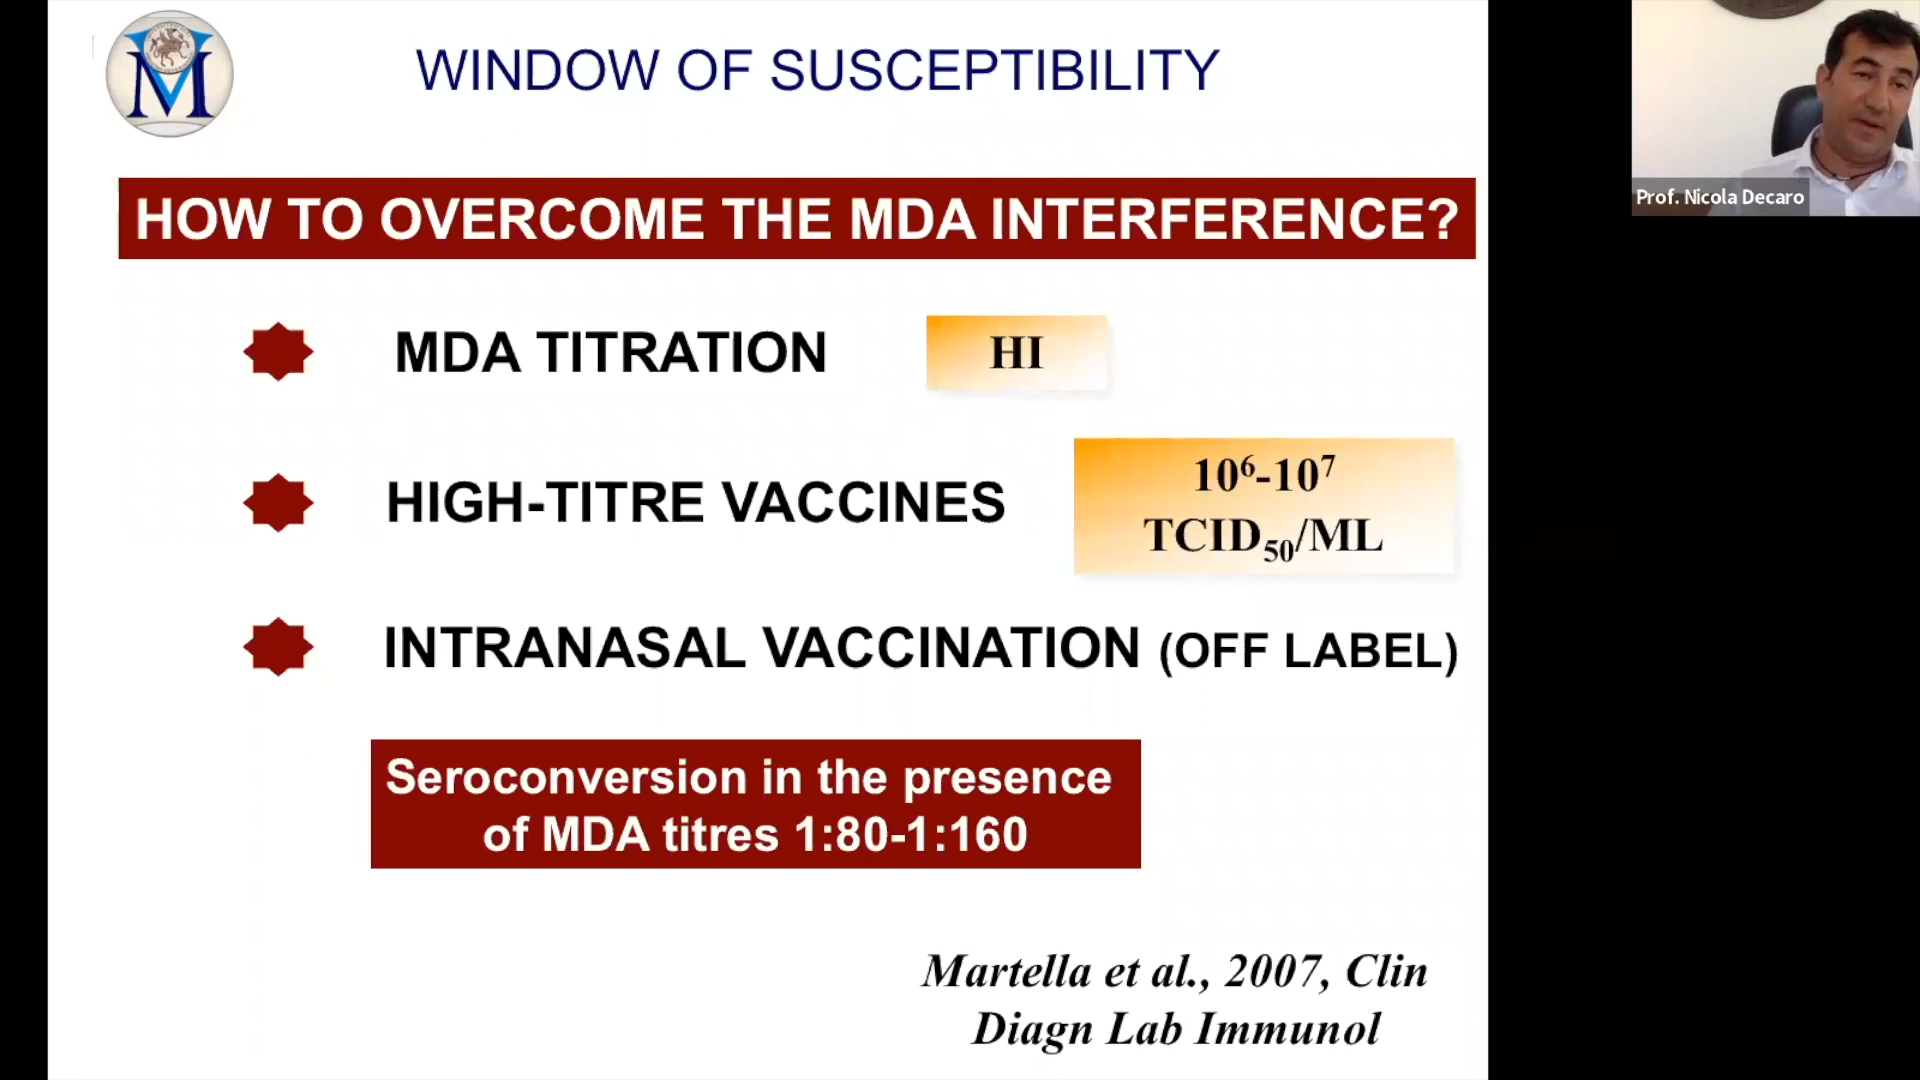 WINDOW OF SUSCEPTIBILITY
HOW TO OVERCOME THE MDA INTERFERENCE?
MDA TITRATION
HI
HIGH-TITRE VACCINES
10⁶-10⁷
TCID₅₀/ML
INTRANASAL VACCINATION (OFF LABEL)
Seroconversion in the presence
of MDA titres 1:80-1:160
Martella et al., 2007, Clin
Diagn Lab Immunol
Prof. Nicola Decaro